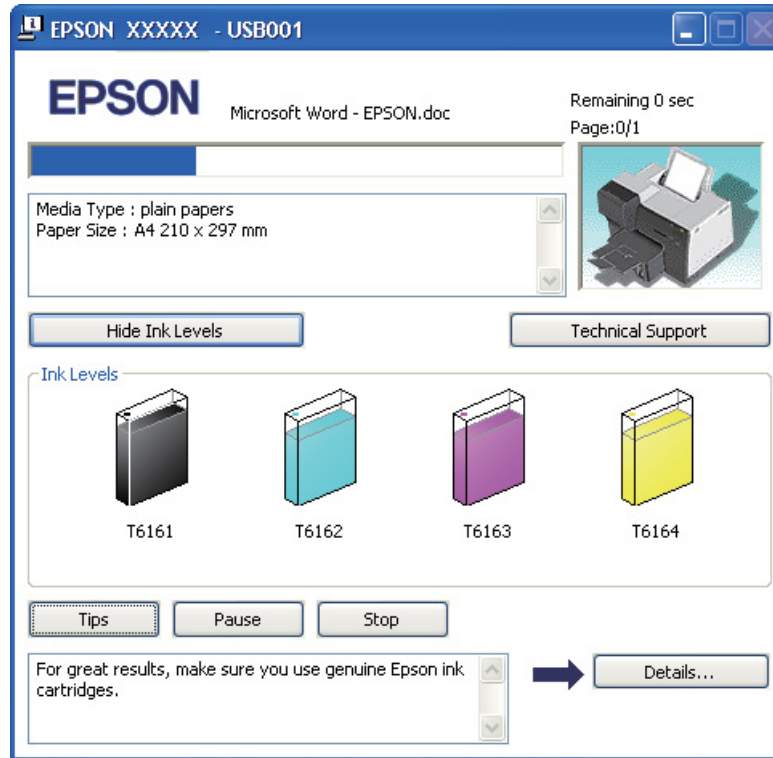 EPSON XXXXX - USB001
EPSON
Microsoft Word - EPSON.doc
Remaining 0 sec
Page:0/1
Media Type : plain papers
Paper Size : A4 210 x 297 mm
Hide Ink Levels
Technical Support
Ink Levels
T6161
T6162
T6163
T6164
Tips
Pause
Stop
For great results, make sure you use genuine Epson ink
cartridges.
Details...